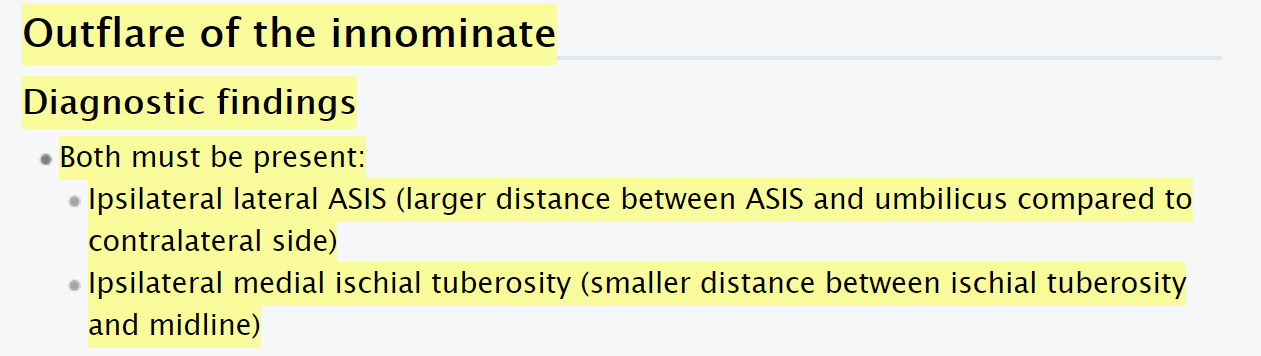 Outflare of the innominate
Diagnostic findings
Both must be present:
Ipsilateral lateral ASIS (larger distance between ASIS and umbilicus compared to
contralateral side)
Ipsilateral medial ischial tuberosity (smaller distance between ischial tuberosity
and midline)